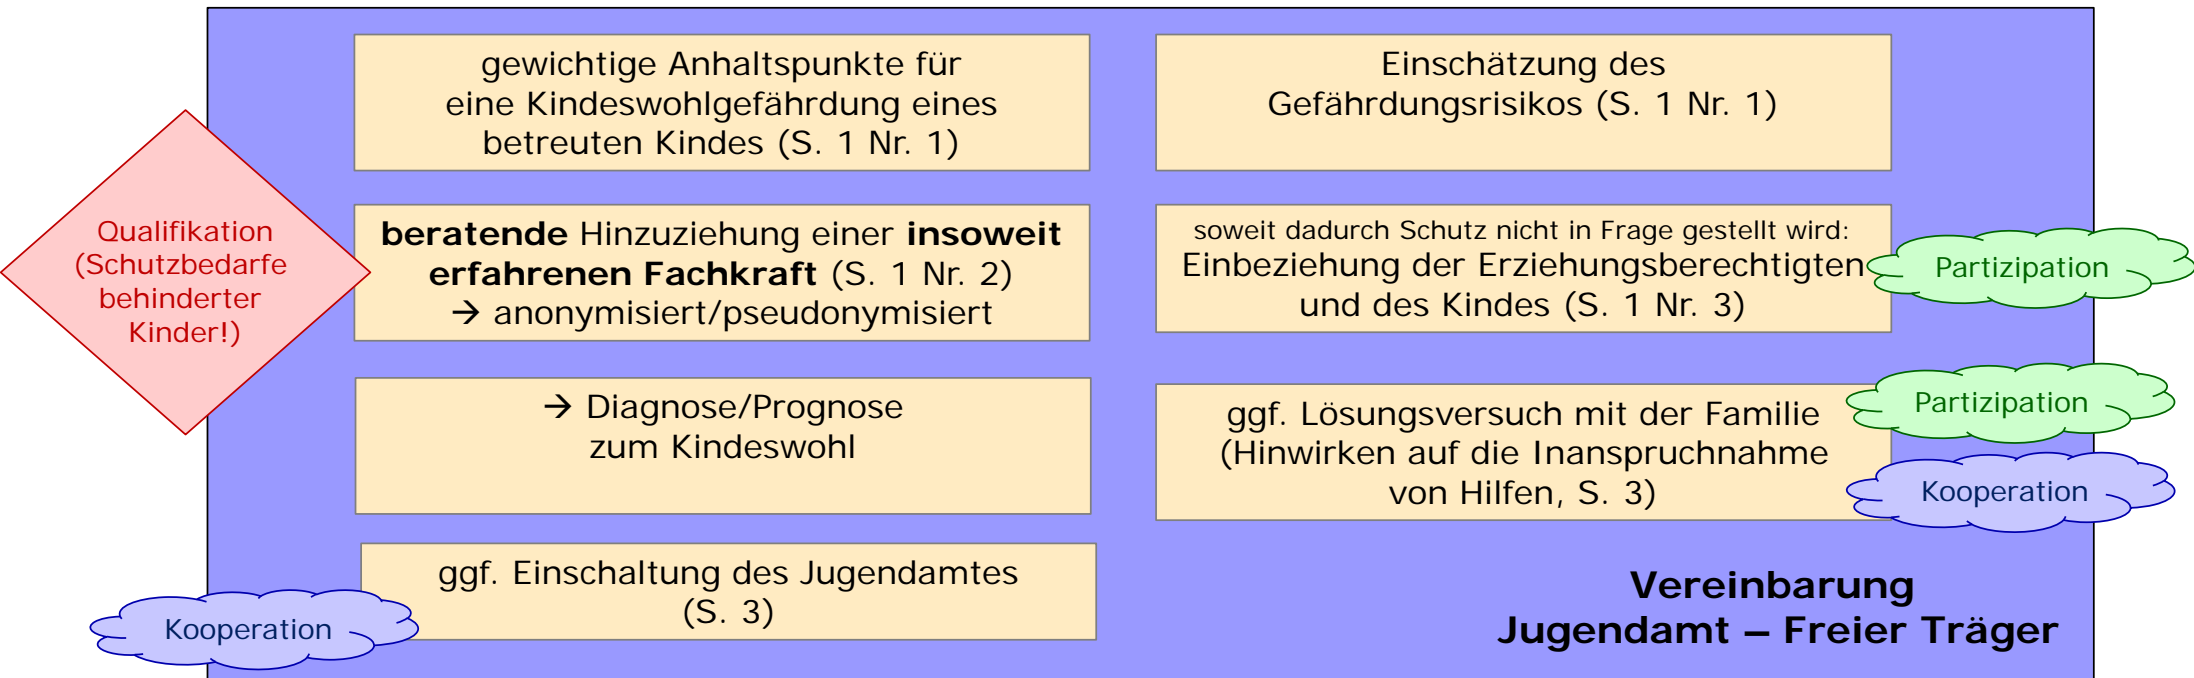 gewichtige Anhaltspunkte für
eine Kindeswohlgefährdung eines
betreuten Kindes (S. 1 Nr. 1)
Einschätzung des
Gefährdungsrisikos (S. 1 Nr. 1)
Qualifikation
(Schutzbedarfe
behinderter
Kinder!)
beratende Hinzuziehung einer insoweit
erfahrenen Fachkraft (S. 1 Nr. 2)
→ anonymisiert/pseudonymisiert
soweit dadurch Schutz nicht in Frage gestellt wird:
Einbeziehung der Erziehungsberechtigten
und des Kindes (S. 1 Nr. 3)
Partizipation
→ Diagnose/Prognose
zum Kindeswohl
ggf. Lösungsversuch mit der Familie
(Hinwirken auf die Inanspruchnahme
von Hilfen, S. 3)
Partizipation
Kooperation
ggf. Einschaltung des Jugendamtes
(S. 3)
Kooperation
Vereinbarung
Jugendamt – Freier Träger